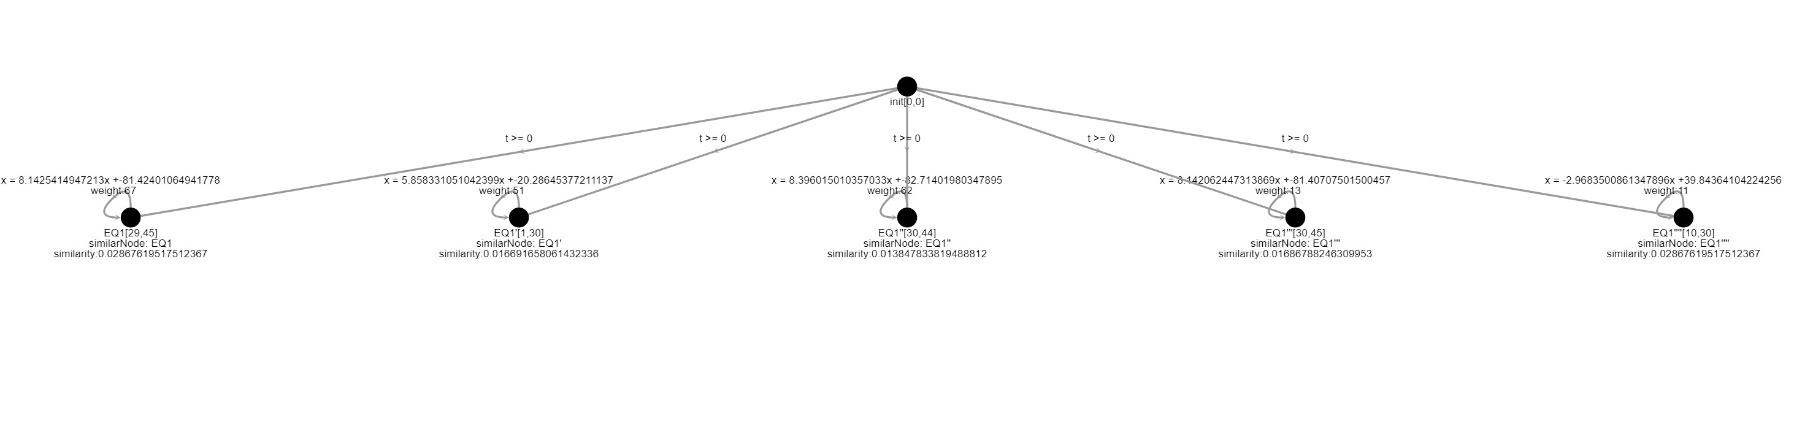 init[0,0]
t >= 0
t >= 0
t >= 0
t >= 0
t >= 0
x = 8.1425414947213x +-81.42401064941778
weight:67
x = 5.858331051042399x +-20.28645377211137
weight:51
x = 8.396015010357033x +-82.71401980347895
weight:62
x = 8.142062447313869x +-81.40707501500457
weight:13
x = -2.9683500861347896x +39.84364104224256
weight:11
EQ1[29,45]
similarNode: EQ1
similarity:0.02867619517512367
EQ1'[1,30]
similarNode: EQ1'
similarity:0.016691658061432336
EQ1''[30,44]
similarNode: EQ1''
similarity:0.013847833819488812
EQ1'''[30,45]
similarNode: EQ1'''
similarity:0.01686788246309953
EQ1''''[10,30]
similarNode: EQ1''''
similarity:0.02867619517512367